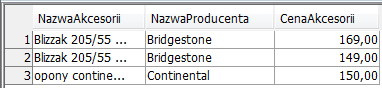 NazwaAkcesorii NazwaProducenta CenaAkcesorii
1 Blizzak 205/55 ... Bridgestone 169,00
2 Blizzak 205/55 ... Bridgestone 149,00
3 opony contine... Continental 150,00